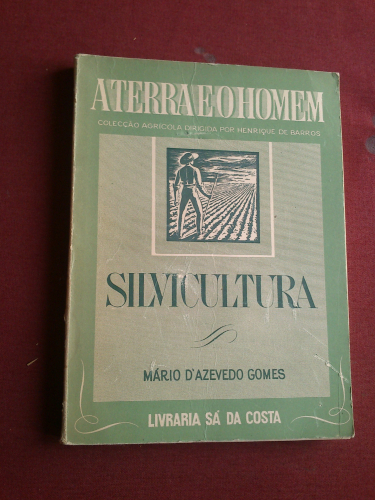 A TERRA E O HOMEM
COLECÇÃO AGRÍCOLA DIRIGIDA POR HENRIQUE DE BARROS
SILVICULTURA
MÁRIO D'AZEVEDO GOMES
LIVRARIA SÁ DA COSTA